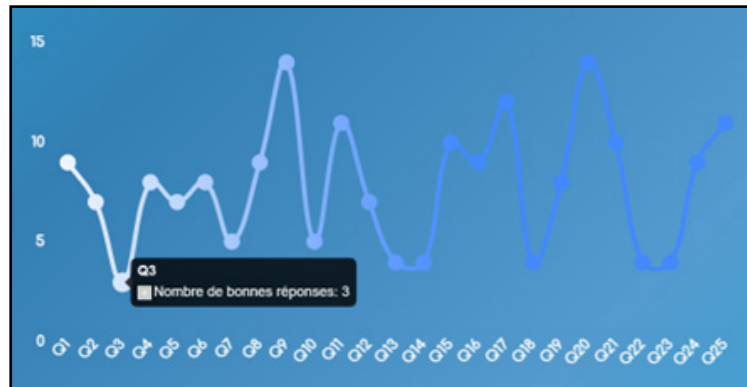 15
10
5
0
Q3
Nombre de bonnes réponses: 3
Q1 Q2 Q3 Q4 Q5 Q6 Q7 Q8 Q9 Q10 Q11 Q12 Q13 Q14 Q15 Q16 Q17 Q18 Q19 Q20 Q21 Q22 Q23 Q24 Q25